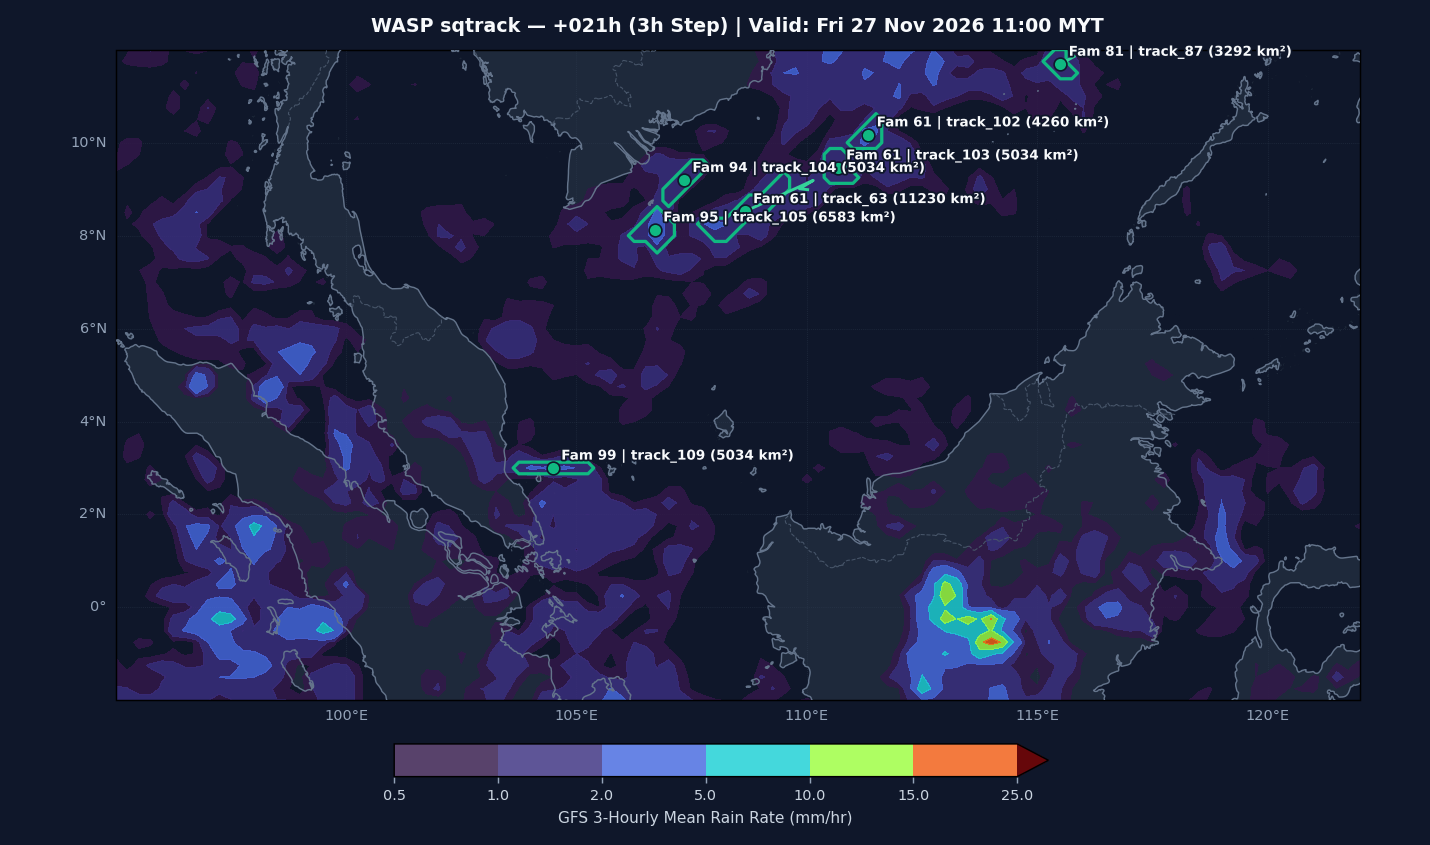 WASP sqtrack — +021h (3h Step) | Valid: Fri 27 Nov 2026 11:00 MYT
Fam 81 | track_87 (3292 km²)
Fam 61 | track_102 (4260 km²)
Fam 61 | track_103 (5034 km²)
Fam 94 | track_104 (5034 km²)
Fam 61 | track_63 (11230 km²)
Fam 95 | track_105 (6583 km²)
Fam 99 | track_109 (5034 km²)
10°N
8°N
6°N
4°N
2°N
0°
100°E 105°E 110°E 115°E 120°E
0.5 1.0 2.0 5.0 10.0 15.0 25.0
GFS 3-Hourly Mean Rain Rate (mm/hr)